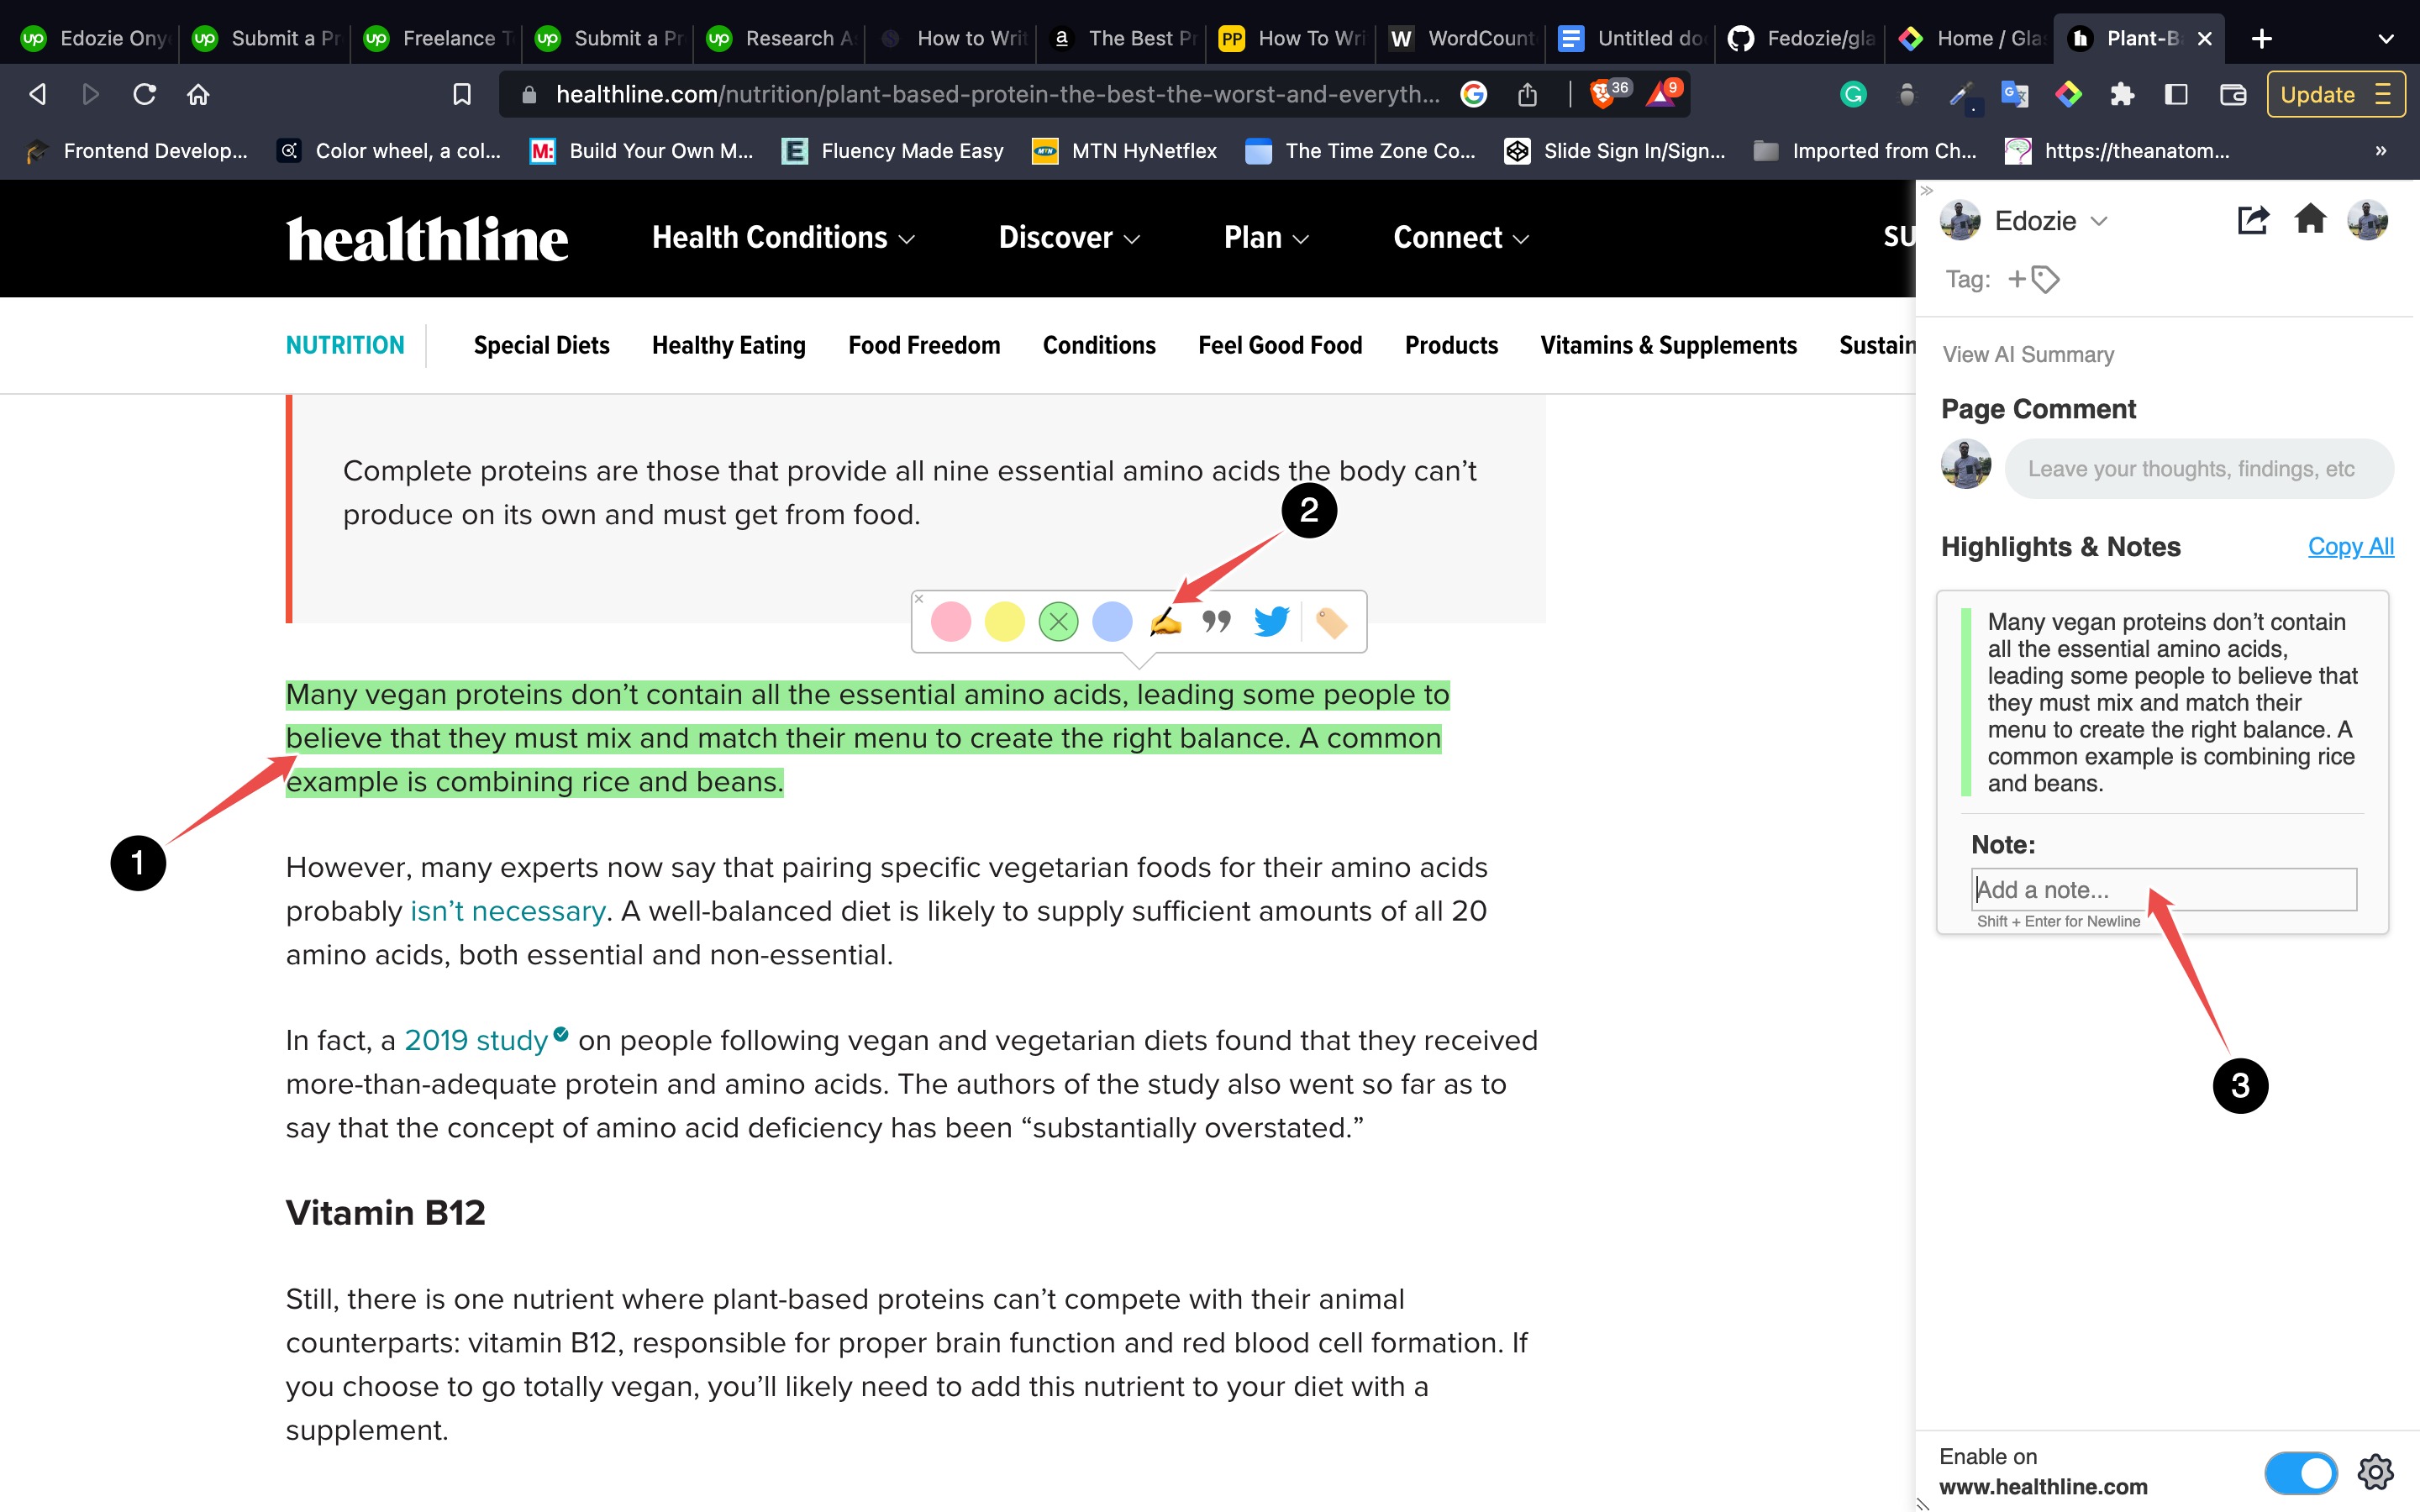 Edozie Ony
Submit a Pr
Freelance T
Submit a Pr
Research A
How to Writ
The Best Pr
How To Wri
WordCount
Untitled do
Fedozie/gla
Home / Gla
Plant-B
healthline.com/nutrition/plant-based-protein-the-best-the-worst-and-everyth...
36
9
Update
Frontend Develop...
Color wheel, a col...
Build Your Own M...
Fluency Made Easy
MTN HyNetflex
The Time Zone Co...
Slide Sign In/Sign...
Imported from Ch...
https://theanatom...
healthline
Health Conditions
Discover
Plan
Connect
SU
NUTRITION
Special Diets
Healthy Eating
Food Freedom
Conditions
Feel Good Food
Products
Vitamins & Supplements
Sustain
Complete proteins are those that provide all nine essential amino acids the body can’t
produce on its own and must get from food.
2
Many vegan proteins don’t contain all the essential amino acids, leading some people to
believe that they must mix and match their menu to create the right balance. A common
example is combining rice and beans.
1
However, many experts now say that pairing specific vegetarian foods for their amino acids
probably isn’t necessary. A well-balanced diet is likely to supply sufficient amounts of all 20
amino acids, both essential and non-essential.
In fact, a 2019 study on people following vegan and vegetarian diets found that they received
more-than-adequate protein and amino acids. The authors of the study also went so far as to
say that the concept of amino acid deficiency has been “substantially overstated.”
Vitamin B12
Still, there is one nutrient where plant-based proteins can’t compete with their animal
counterparts: vitamin B12, responsible for proper brain function and red blood cell formation. If
you choose to go totally vegan, you’ll likely need to add this nutrient to your diet with a
supplement.
Edozie
Tag:
View AI Summary
Page Comment
Leave your thoughts, findings, etc
Highlights & Notes
Copy All
Many vegan proteins don’t contain
all the essential amino acids,
leading some people to believe that
they must mix and match their
menu to create the right balance. A
common example is combining rice
and beans.
Note:
Add a note...
Shift + Enter for Newline
3
Enable on
www.healthline.com